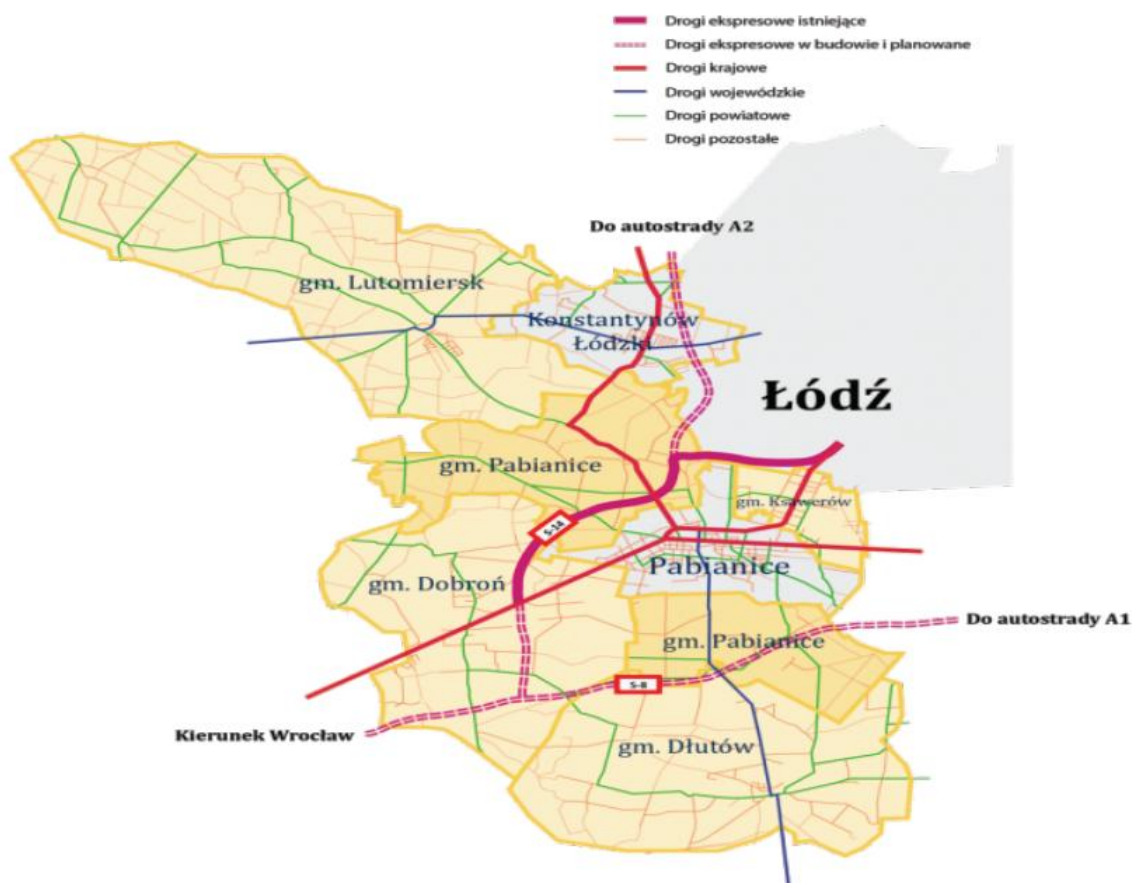 Drogi ekspresowe istniejące
Drogi ekspresowe w budowie i planowane
Drogi krajowe
Drogi wojewódzkie
Drogi powiatowe
Drogi pozostałe
Do autostrady A2
gm. Lutomiersk
Konstantynów
Łódzki
Łódź
gm. Pabianice
gm. Ksawerów
S-14
Pabianice
gm. Dobroń
Do autostrady A1
gm. Pabianice
S-8
Kierunek Wrocław
gm. Dłutów